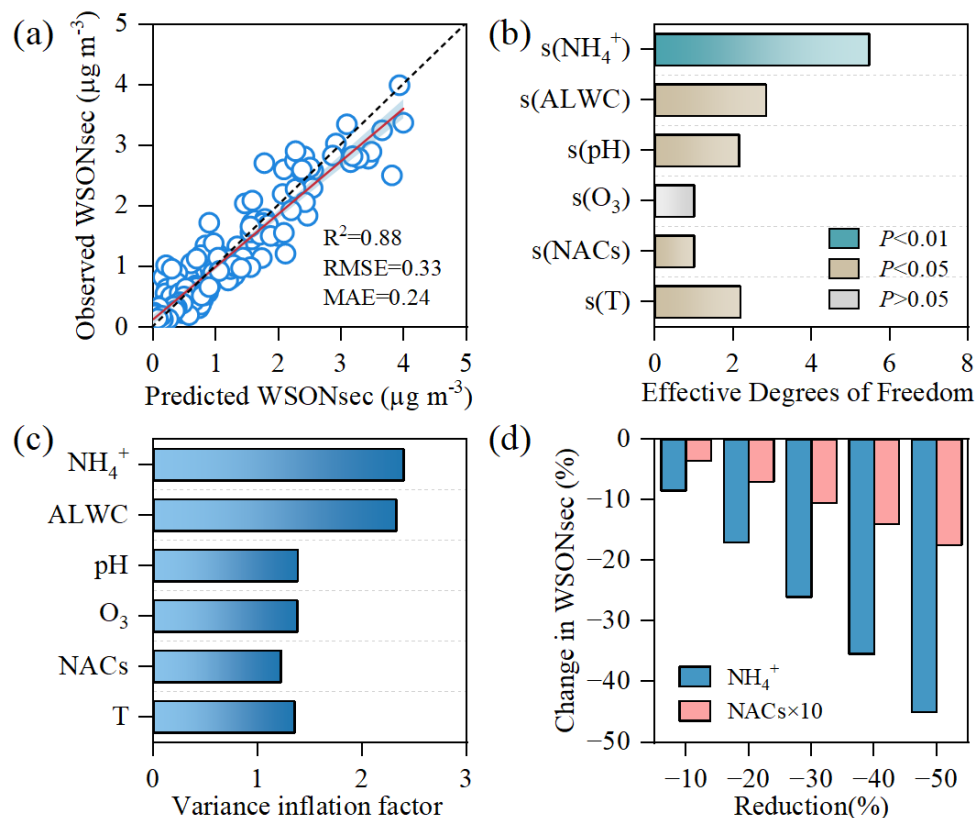 (a)
Observed WSONsec (µg m⁻³)
5
4
3
2
1
0
R²=0.88
RMSE=0.33
MAE=0.24
0 1 2 3 4 5
Predicted WSONsec (µg m⁻³)
(b)
s(NH₄⁺)
s(ALWC)
s(pH)
s(O₃)
s(NACs)
s(T)
P<0.01
P<0.05
P>0.05
0 2 4 6 8
Effective Degrees of Freedom
(c)
NH₄⁺
ALWC
pH
O₃
NACs
T
0 1 2 3
Variance inflation factor
(d)
Change in WSONsec (%)
0
−10
−20
−30
−40
−50
NH₄⁺
NACs×10
−10 −20 −30 −40 −50
Reduction(%)